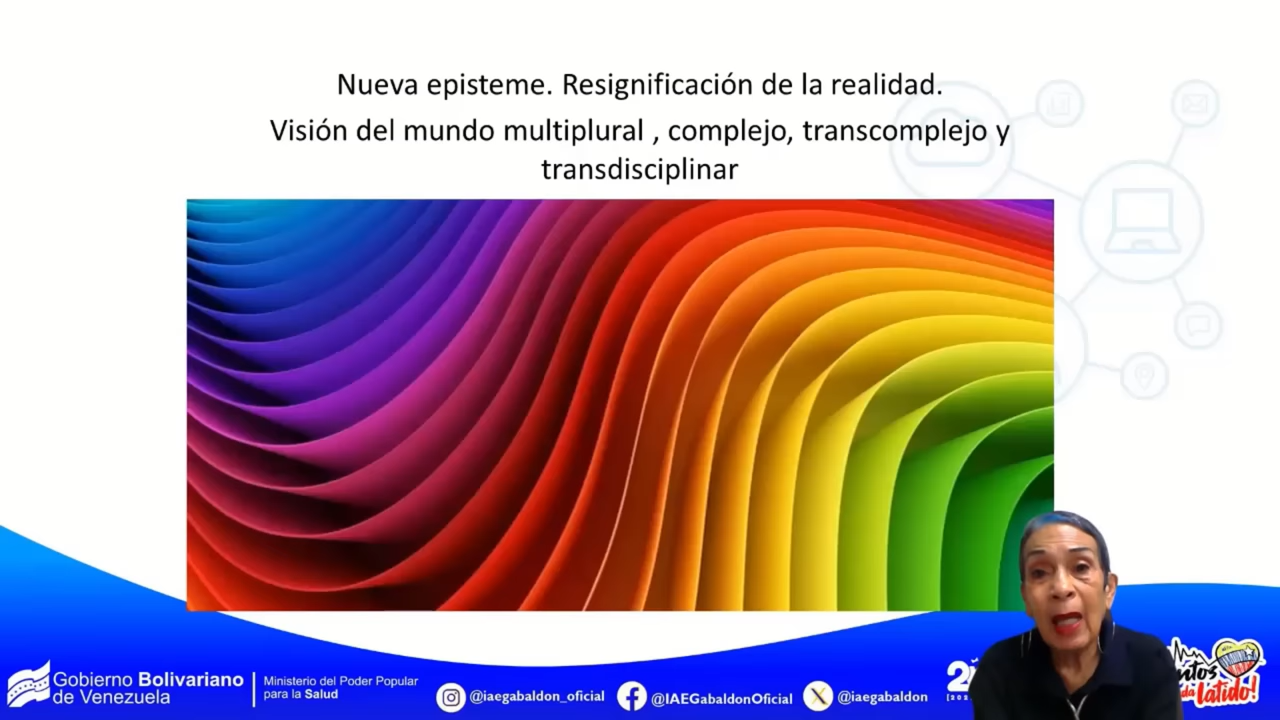 Nueva episteme. Resignificación de la realidad.
Visión del mundo multiplural , complejo, transcomplejo y
transdisciplinar
Gobierno Bolivariano
de Venezuela
Ministerio del Poder Popular
para la Salud
@iaegabaldon_oficial
@IAEGabaldonOficial
@iaegabaldon
latido!